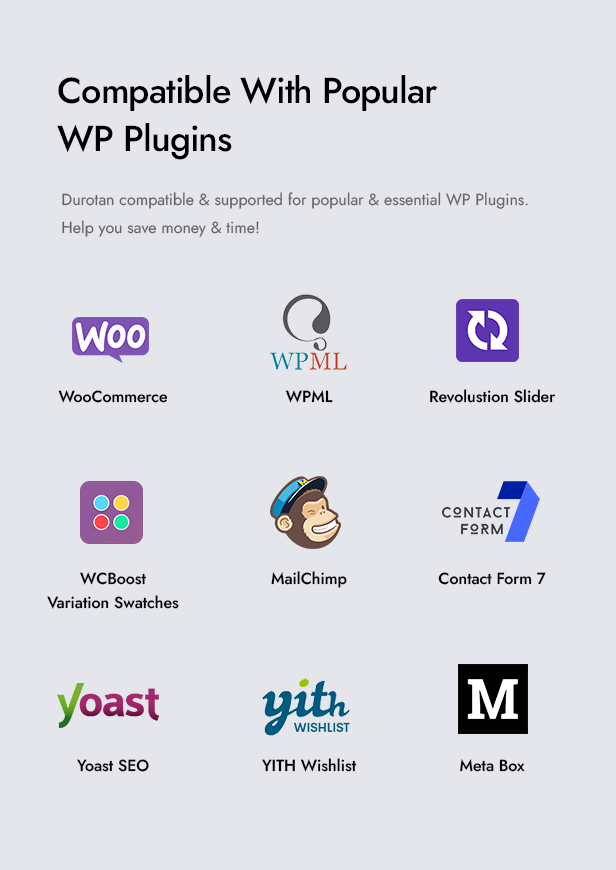 Compatible With Popular
WP Plugins
Durotan compatible & supported for popular & essential WP Plugins.
Help you save money & time!
Woo
WPML
WooCommerce
WPML
Revolustion Slider
CONTACT
FORM 7
WCBoost
Variation Swatches
MailChimp
Contact Form 7
yoast
yith
WISHLIST
M
Yoast SEO
YITH Wishlist
Meta Box